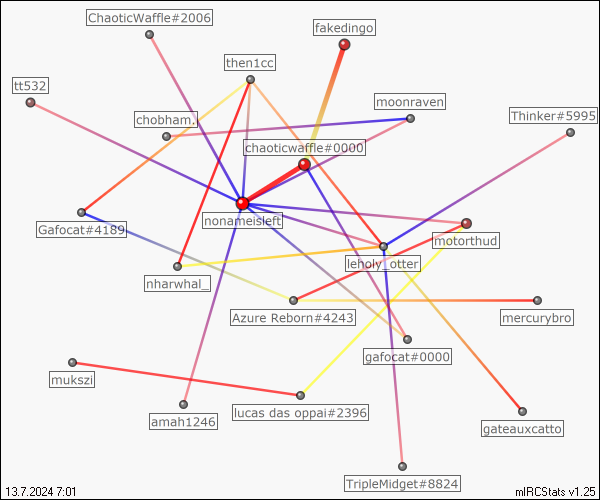 ChaoticWaffle#2006
fakedingo
then1cc
tt532
moonraven
Thinker#5995
chobham.
chaoticwaffle#0000
nonameisleft
Gafocat#4189
motorthud
leholy_otter
nharwhal_
Azure Reborn#4243
mercurybro
gafocat#0000
mukszi
lucas das oppai#2396
amah1246
gateauxcatto
TripleMidget#8824
13.7.2024 7:01
mIRCStats v1.25